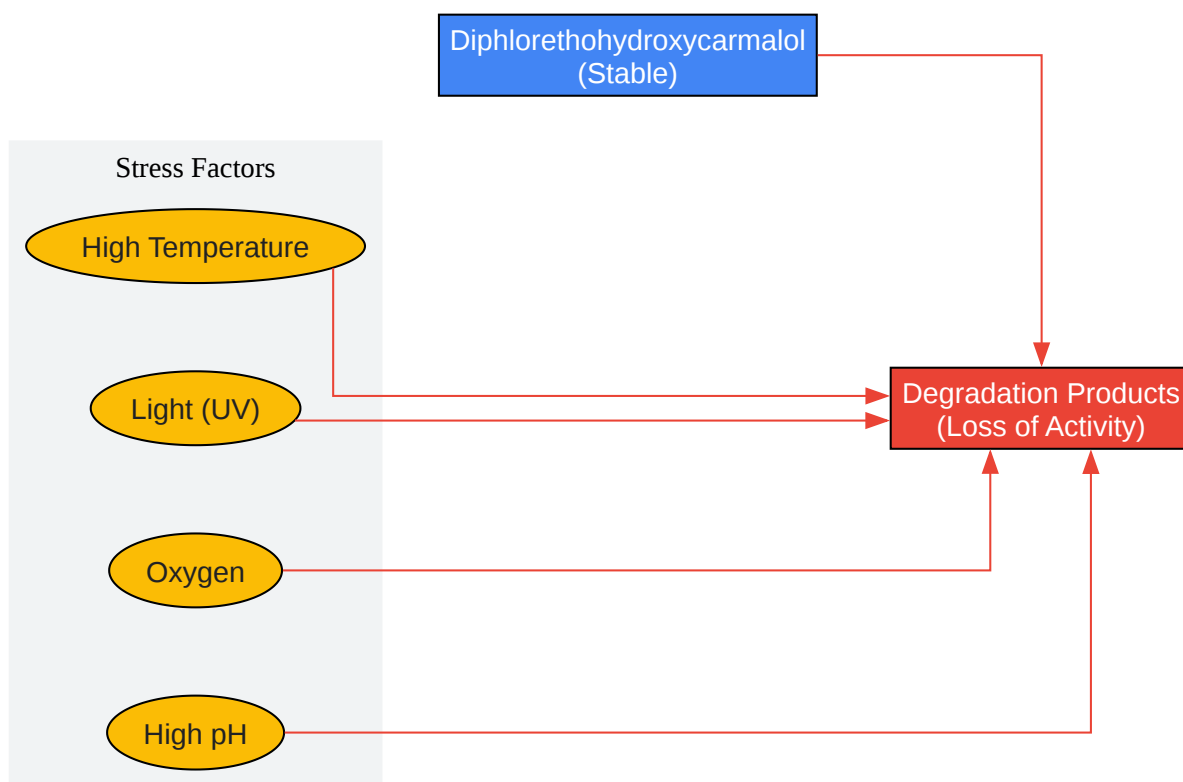 Diphlorethohydroxycarmalol
(Stable)
Stress Factors
High Temperature
Light (UV)
Degradation Products
(Loss of Activity)
Oxygen
High pH